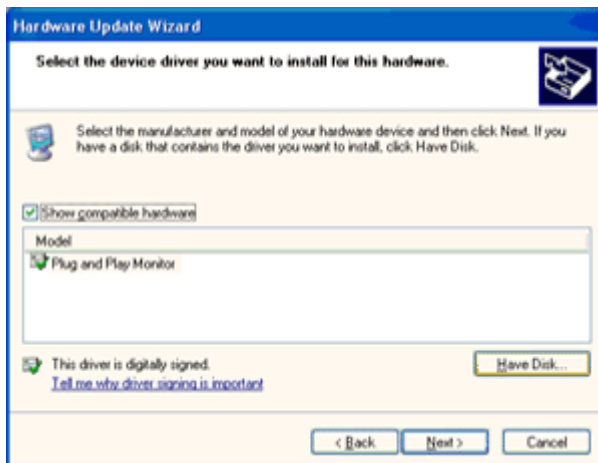 Hardware Update Wizard
Select the device driver you want to install for this hardware.
Select the manufacturer and model of your hardware device and then click Next. If you
have a disk that contains the driver you want to install, click Have Disk.
Show compatible hardware
Model
Plug and Play Monitor
This driver is digitally signed.
Have Disk...
Tell me why driver signing is important
< Back
Next >
Cancel